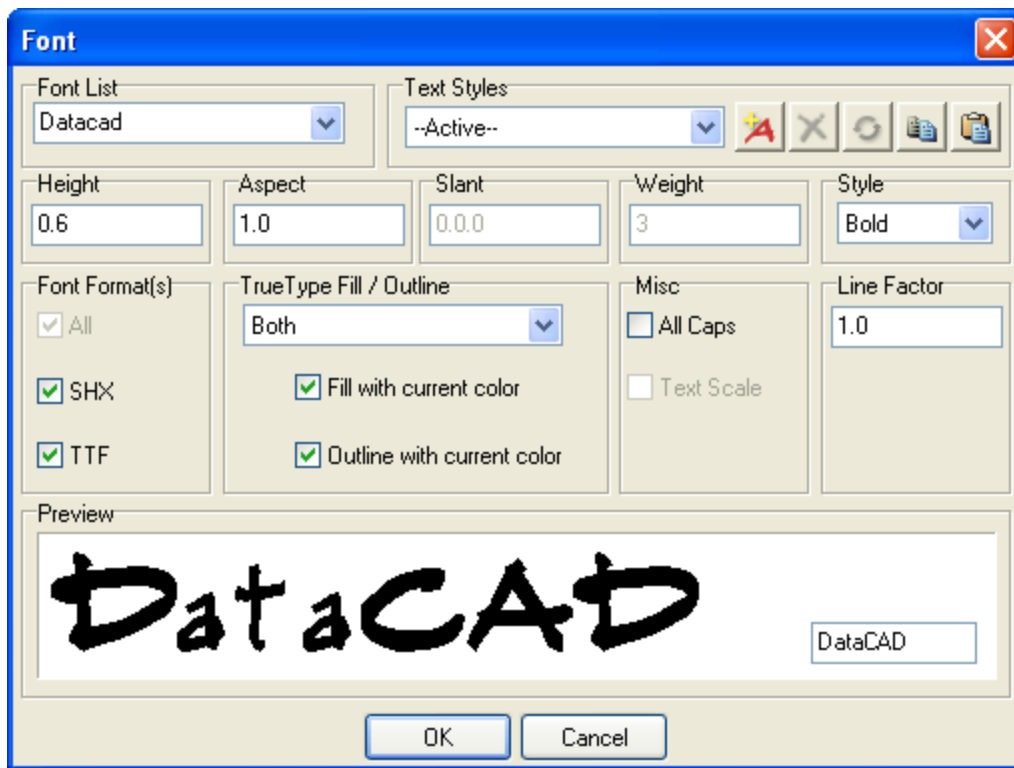 Font
Font List
Text Styles
Datacad
--Active--
Height
Aspect
Slant
Weight
Style
0.6
1.0
0.0.0
3
Bold
Font Format(s)
TrueType Fill / Outline
Misc
Line Factor
All
Both
All Caps
1.0
SHX
Fill with current color
Text Scale
TTF
Outline with current color
Preview
DataCAD
DataCAD
OK
Cancel